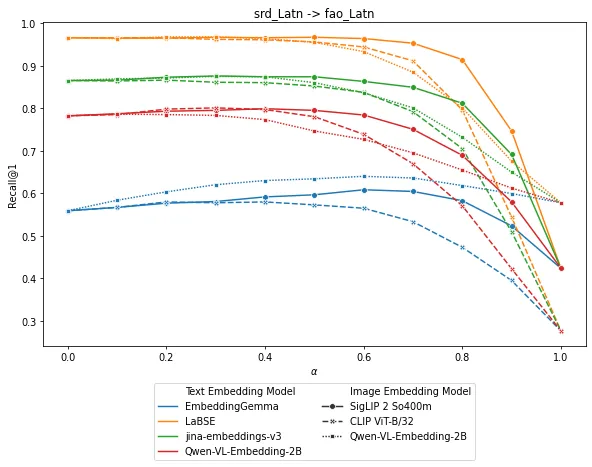 srd_Latn -> fao_Latn
Recall@1
1.0
0.9
0.8
0.7
0.6
0.5
0.4
0.3
0.0 0.2 0.4 0.6 0.8 1.0
α
Text Embedding Model
EmbeddingGemma
LaBSE
jina-embeddings-v3
Qwen-VL-Embedding-2B
Image Embedding Model
SigLIP 2 So400m
CLIP ViT-B/32
Qwen-VL-Embedding-2B